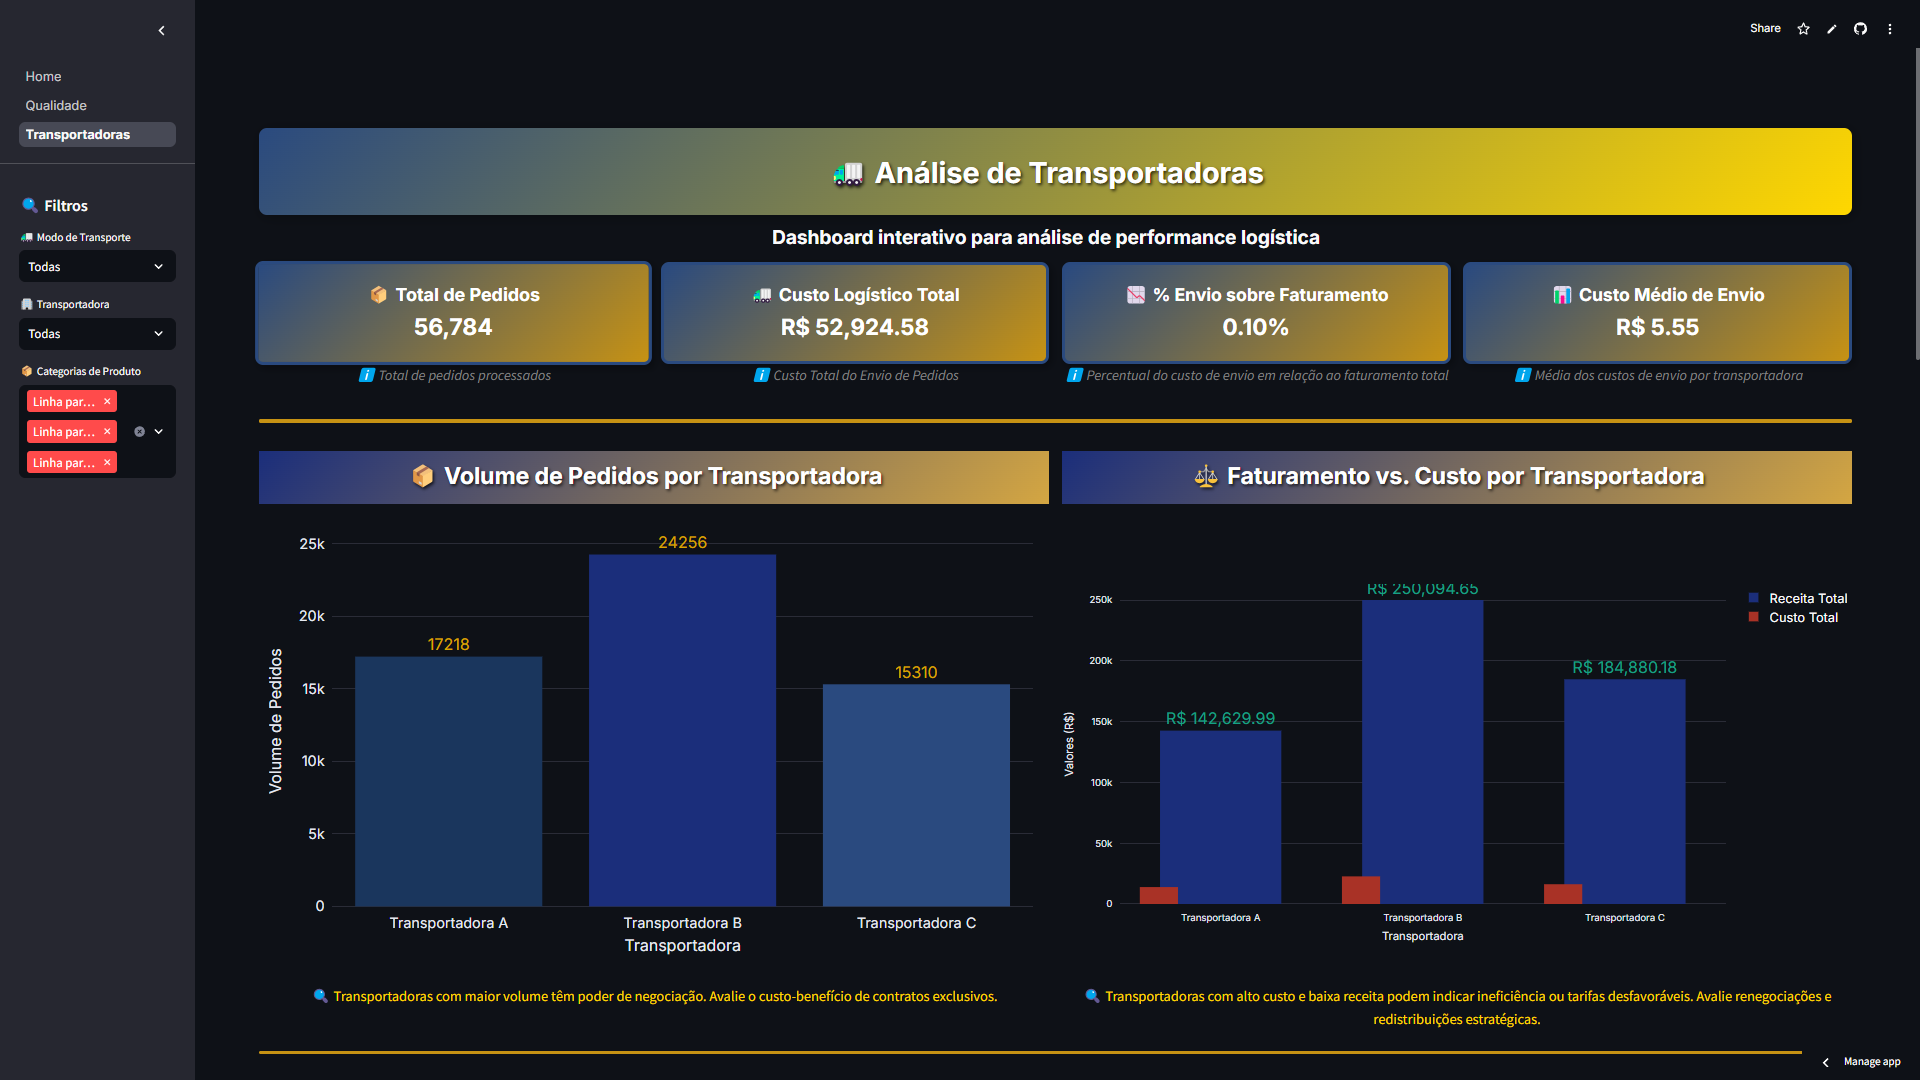 Share
Home
Qualidade
Transportadoras
Filtros
Modo de Transporte
Todas
Transportadora
Todas
Categorias de Produto
Linha par...
Linha par...
Linha par...
Análise de Transportadoras
Dashboard interativo para análise de performance logística
Total de Pedidos
56,784
Total de pedidos processados
Custo Logístico Total
R$ 52,924.58
Custo Total do Envio de Pedidos
% Envio sobre Faturamento
0.10%
Percentual do custo de envio em relação ao faturamento total
Custo Médio de Envio
R$ 5.55
Média dos custos de envio por transportadora
Volume de Pedidos por Transportadora
25k
20k
15k
10k
5k
0
Volume de Pedidos
17218
24256
15310
Transportadora A
Transportadora B
Transportadora C
Transportadora
Transportadoras com maior volume têm poder de negociação. Avalie o custo-benefício de contratos exclusivos.
Faturamento vs. Custo por Transportadora
250k
200k
150k
100k
50k
0
Valores (R$)
R$ 142,629.99
R$ 250,094.65
R$ 184,880.18
Receita Total
Custo Total
Transportadora A
Transportadora B
Transportadora C
Transportadora
Transportadoras com alto custo e baixa receita podem indicar ineficiência ou tarifas desfavoráveis. Avalie renegociações e
redistribuições estratégicas.
Manage app